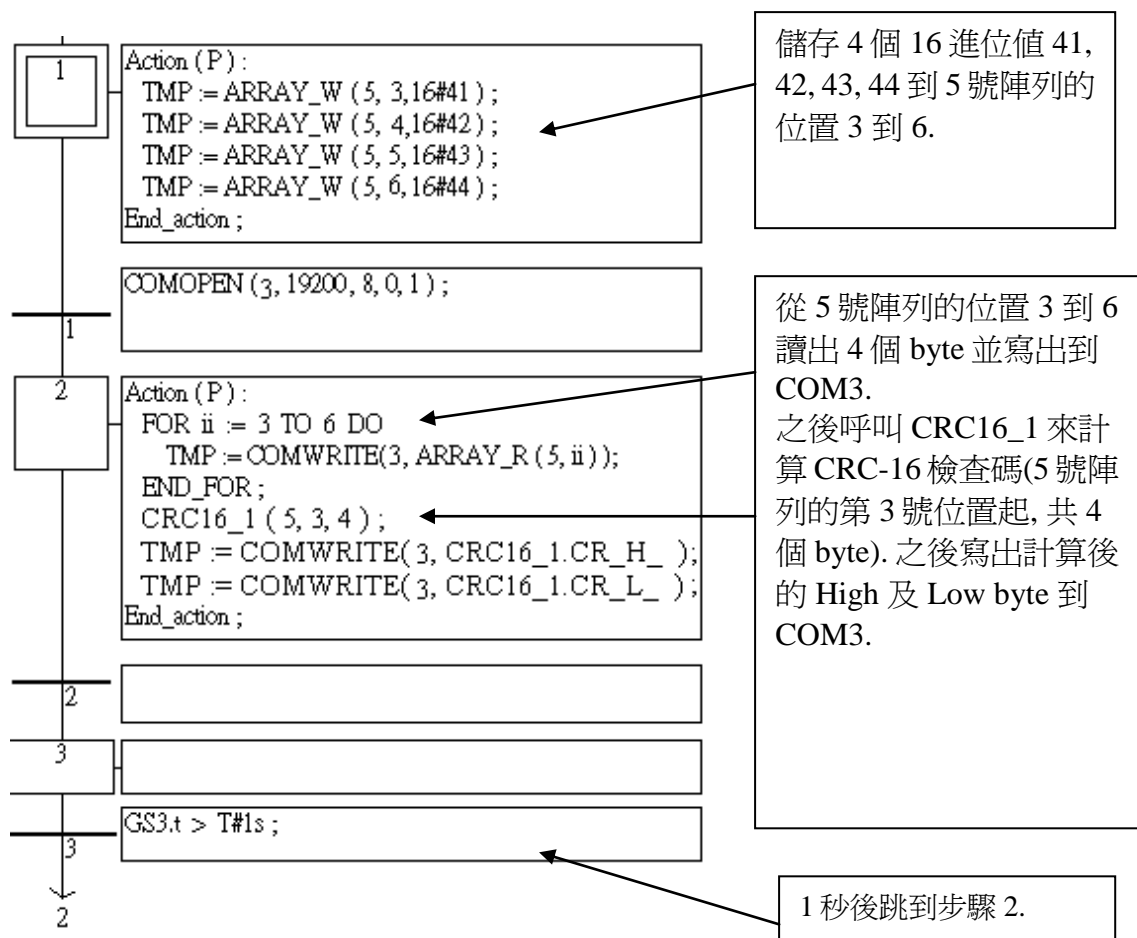 1
Action (P) :
TMP := ARRAY_W (5, 3,16#41) ;
TMP := ARRAY_W (5, 4,16#42) ;
TMP := ARRAY_W (5, 5,16#43) ;
TMP := ARRAY_W (5, 6,16#44) ;
End_action ;
儲存 4 個 16 進位值 41,
42, 43, 44 到 5 號陣列的
位置 3 到 6.
COMOPEN (3, 19200, 8, 0, 1) ;
1
2
Action (P) :
FOR ii := 3 TO 6 DO
TMP := COMWRITE(3, ARRAY_R (5, ii));
END_FOR ;
CRC16_1 ( 5, 3, 4 ) ;
TMP := COMWRITE( 3, CRC16_1.CR_H_ );
TMP := COMWRITE( 3, CRC16_1.CR_L_ );
End_action ;
從 5 號陣列的位置 3 到 6
讀出 4 個 byte 並寫出到
COM3.
之後呼叫 CRC16_1 來計
算 CRC-16 檢查碼(5 號陣
列的第 3 號位置起, 共 4
個 byte). 之後寫出計算後
的 High 及 Low byte 到
COM3.
2
3
GS3.t > T#1s ;
3
2
1 秒後跳到步驟 2.